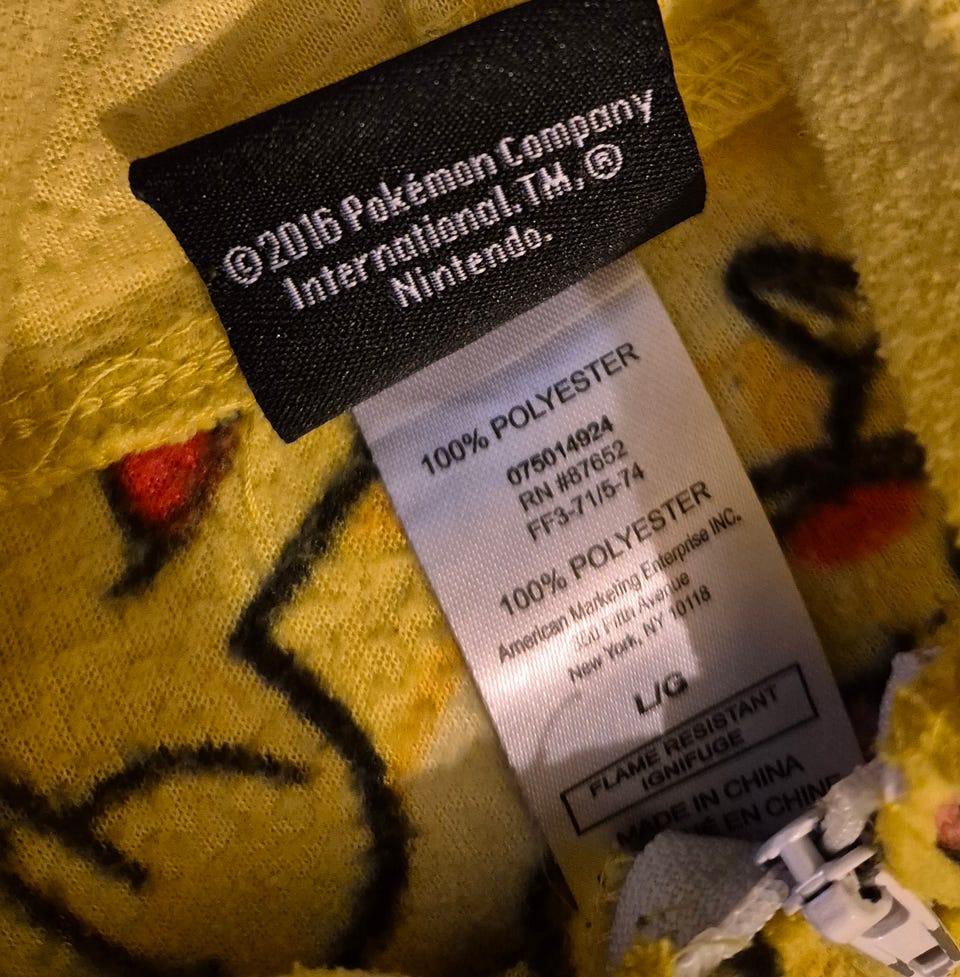 ©2016 Pokémon Company
International. TM, ®
Nintendo.
100% POLYESTER
075014924
RN #87652
FF3-71/5-74
100% POLYESTER
American Marketing Enterprise INC.
350 Fifth Avenue
New York, NY 10118
L/G
FLAME RESISTANT
IGNIFUGE
MADE IN CHINA
EN CHINE